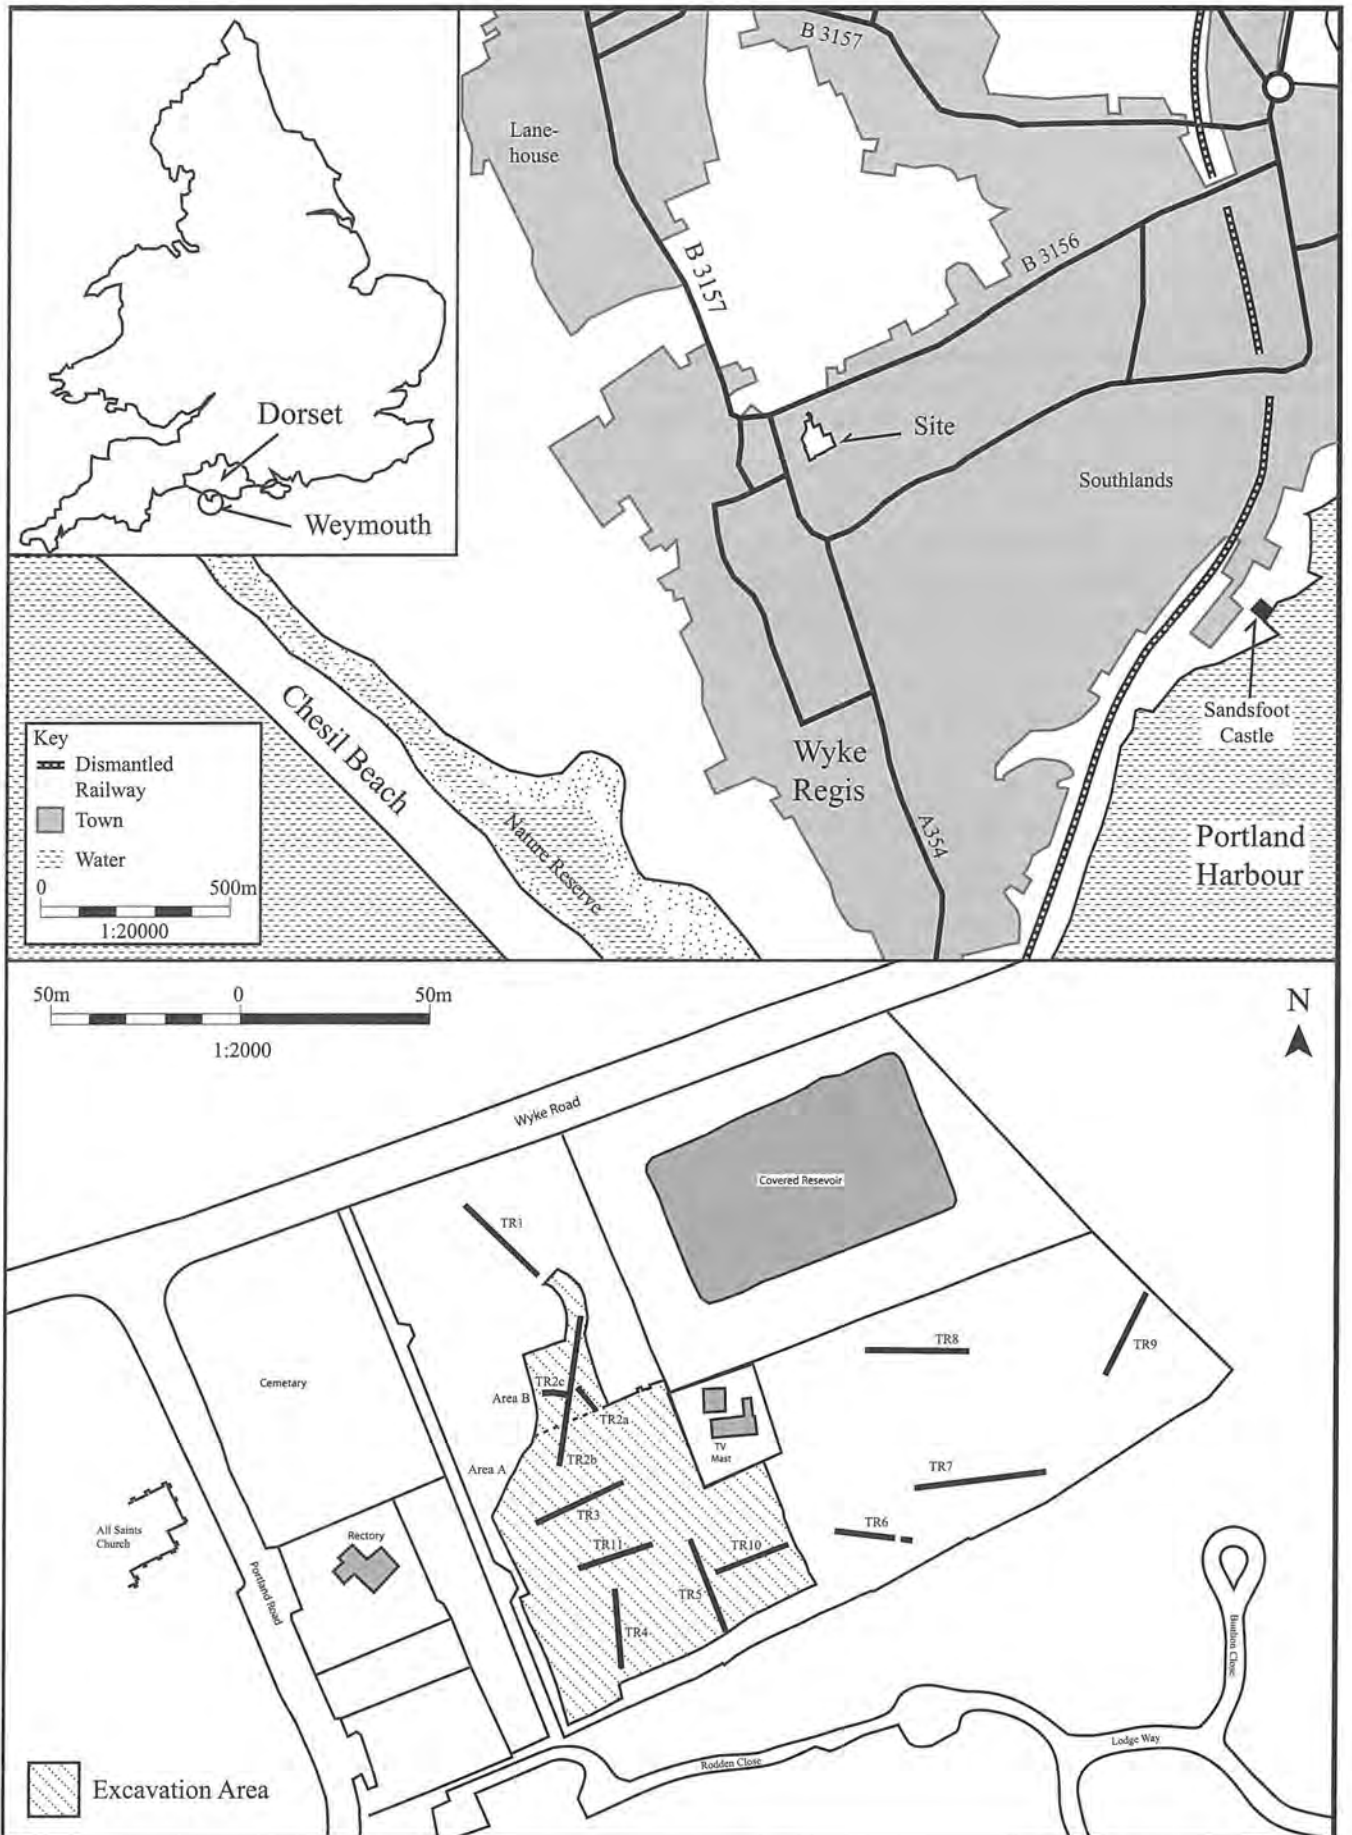 B 3157
Lane-
house
B 3157
B 3156
Dorset
Weymouth
Site
Southlands
Sandsfoot
Castle
Chesil Beach
Nature Reserve
Wyke
Regis
A354
Portland
Harbour
Key
Dismantled
Railway
Town
Water
0 500m
1:20000
50m 0 50m
1:2000
N
Wyke Road
Covered Resevoir
TR1
TR8
TR9
Cemetary
TR2c
Area B
TR2a
TV
Mast
TR2b
Area A
TR7
TR3
TR6
All Saints
Church
Rectory
TR11
TR10
Portland Road
TR5
TR4
Close
Lodge Way
Rodden Close
Excavation Area